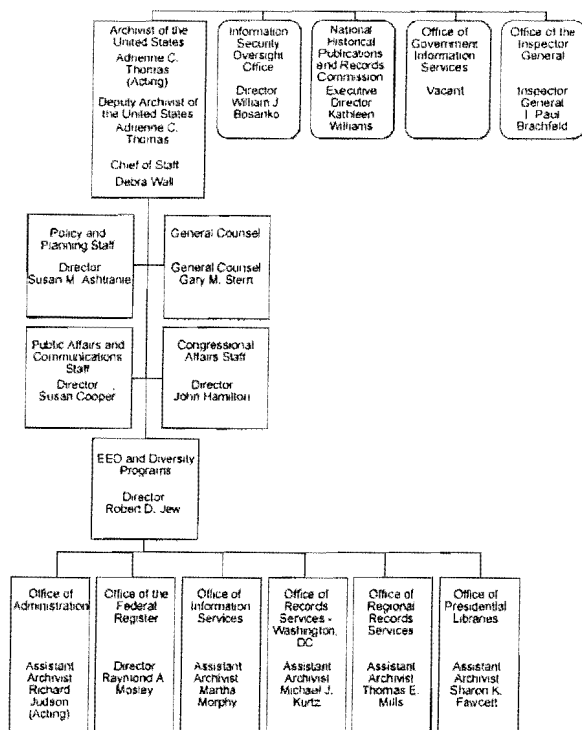 Archivist of the
United States
Adrienne C.
Thomas
(Acting)
Deputy Archivist of
the United States
Adrienne C.
Thomas
Chief of Staff
Debra Wall
Information
Security
Oversight
Office
Director
William J.
Bosanko
National
Historical
Publications
and Records
Commission
Executive
Director
Kathleen
Williams
Office of
Government
Information
Services
Vacant
Office of the
Inspector
General
Inspector
General
Paul
Brachfeld
Policy and
Planning Staff
Director
Susan M. Ashtianie
General Counsel
General Counsel
Gary M. Stern
Public Affairs and
Communications
Staff
Director
Susan Cooper
Congressional
Affairs Staff
Director
John Hamilton
EEO and Diversity
Programs
Director
Robert D. Jew
Office of
Administration
Assistant
Archivist
Richard
Judson
(Acting)
Office of the
Federal
Register
Director
Raymond A.
Mosley
Office of
Information
Services
Assistant
Archivist
Martha
Morphy
Office of
Records
Services -
Washington,
DC
Assistant
Archivist
Michael J.
Kurtz
Office of
Regional
Records
Services
Assistant
Archivist
Thomas E.
Mills
Office of
Presidential
Libraries
Assistant
Archivist
Sharon K.
Fawcett